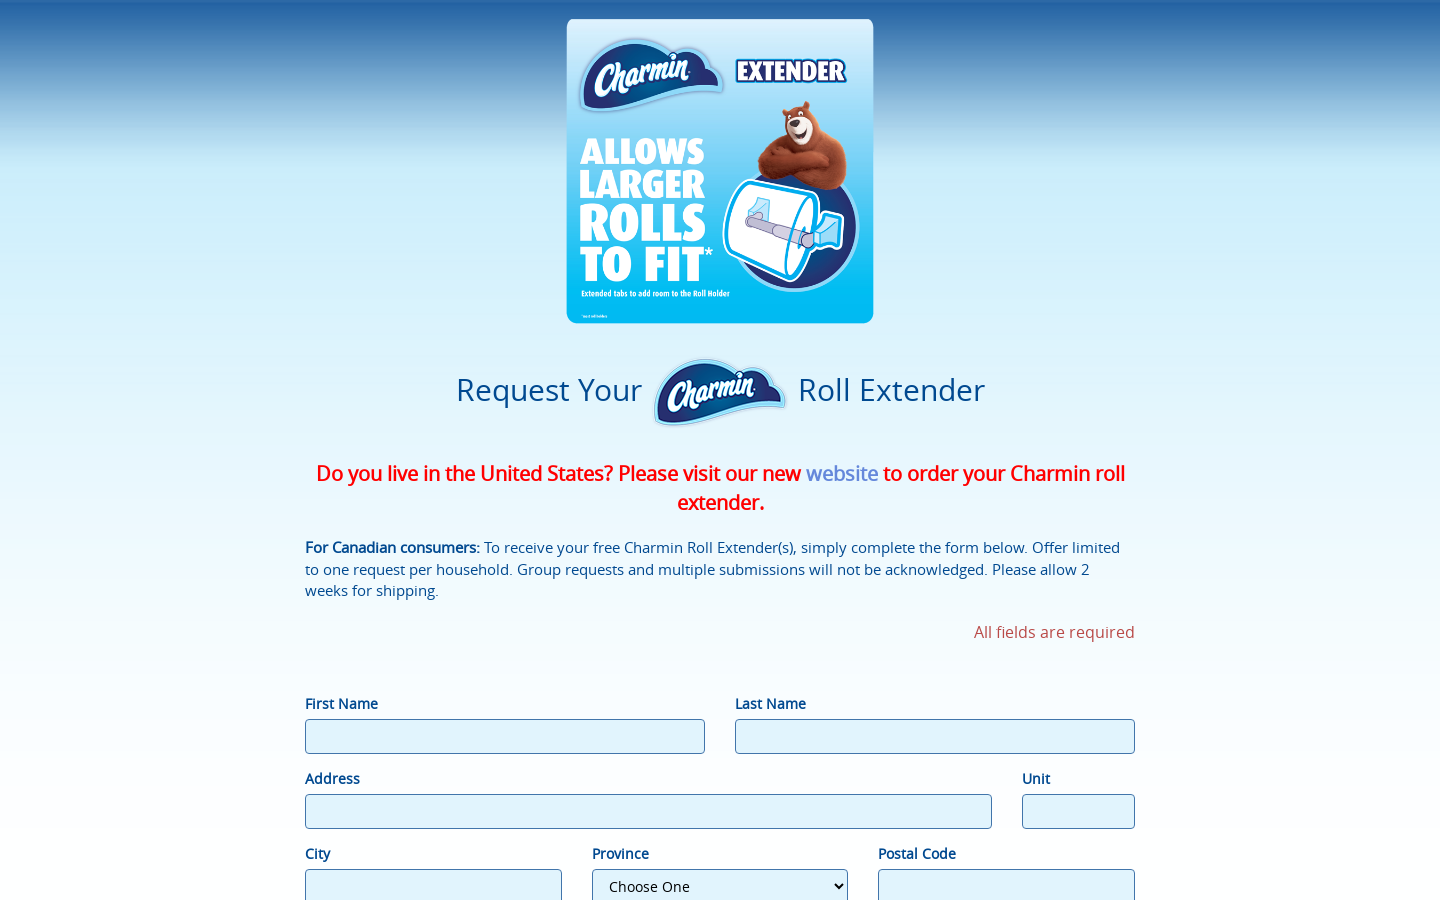 Charmin EXTENDER
ALLOWS
LARGER
ROLLS
TO FIT*
Extended tabs to add room to the Roll Holder
Request Your Charmin Roll Extender
Do you live in the United States? Please visit our new website to order your Charmin roll
extender.
For Canadian consumers: To receive your free Charmin Roll Extender(s), simply complete the form below. Offer limited
to one request per household. Group requests and multiple submissions will not be acknowledged. Please allow 2
weeks for shipping.
All fields are required
First Name Last Name
Address Unit
City Province Postal Code
Choose One